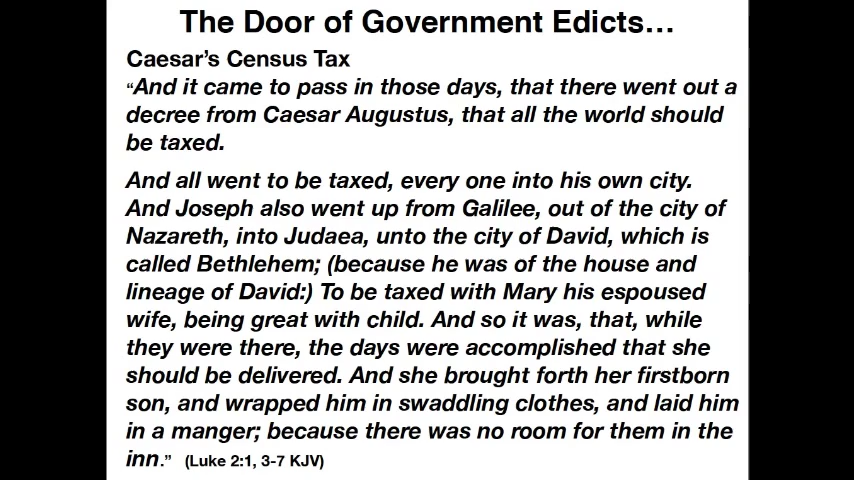 The Door of Government Edicts…
Caesar’s Census Tax
“And it came to pass in those days, that there went out a
decree from Caesar Augustus, that all the world should
be taxed.
And all went to be taxed, every one into his own city.
And Joseph also went up from Galilee, out of the city of
Nazareth, into Judaea, unto the city of David, which is
called Bethlehem; (because he was of the house and
lineage of David:) To be taxed with Mary his espoused
wife, being great with child. And so it was, that, while
they were there, the days were accomplished that she
should be delivered. And she brought forth her firstborn
son, and wrapped him in swaddling clothes, and laid him
in a manger; because there was no room for them in the
inn.” (Luke 2:1, 3-7 KJV)